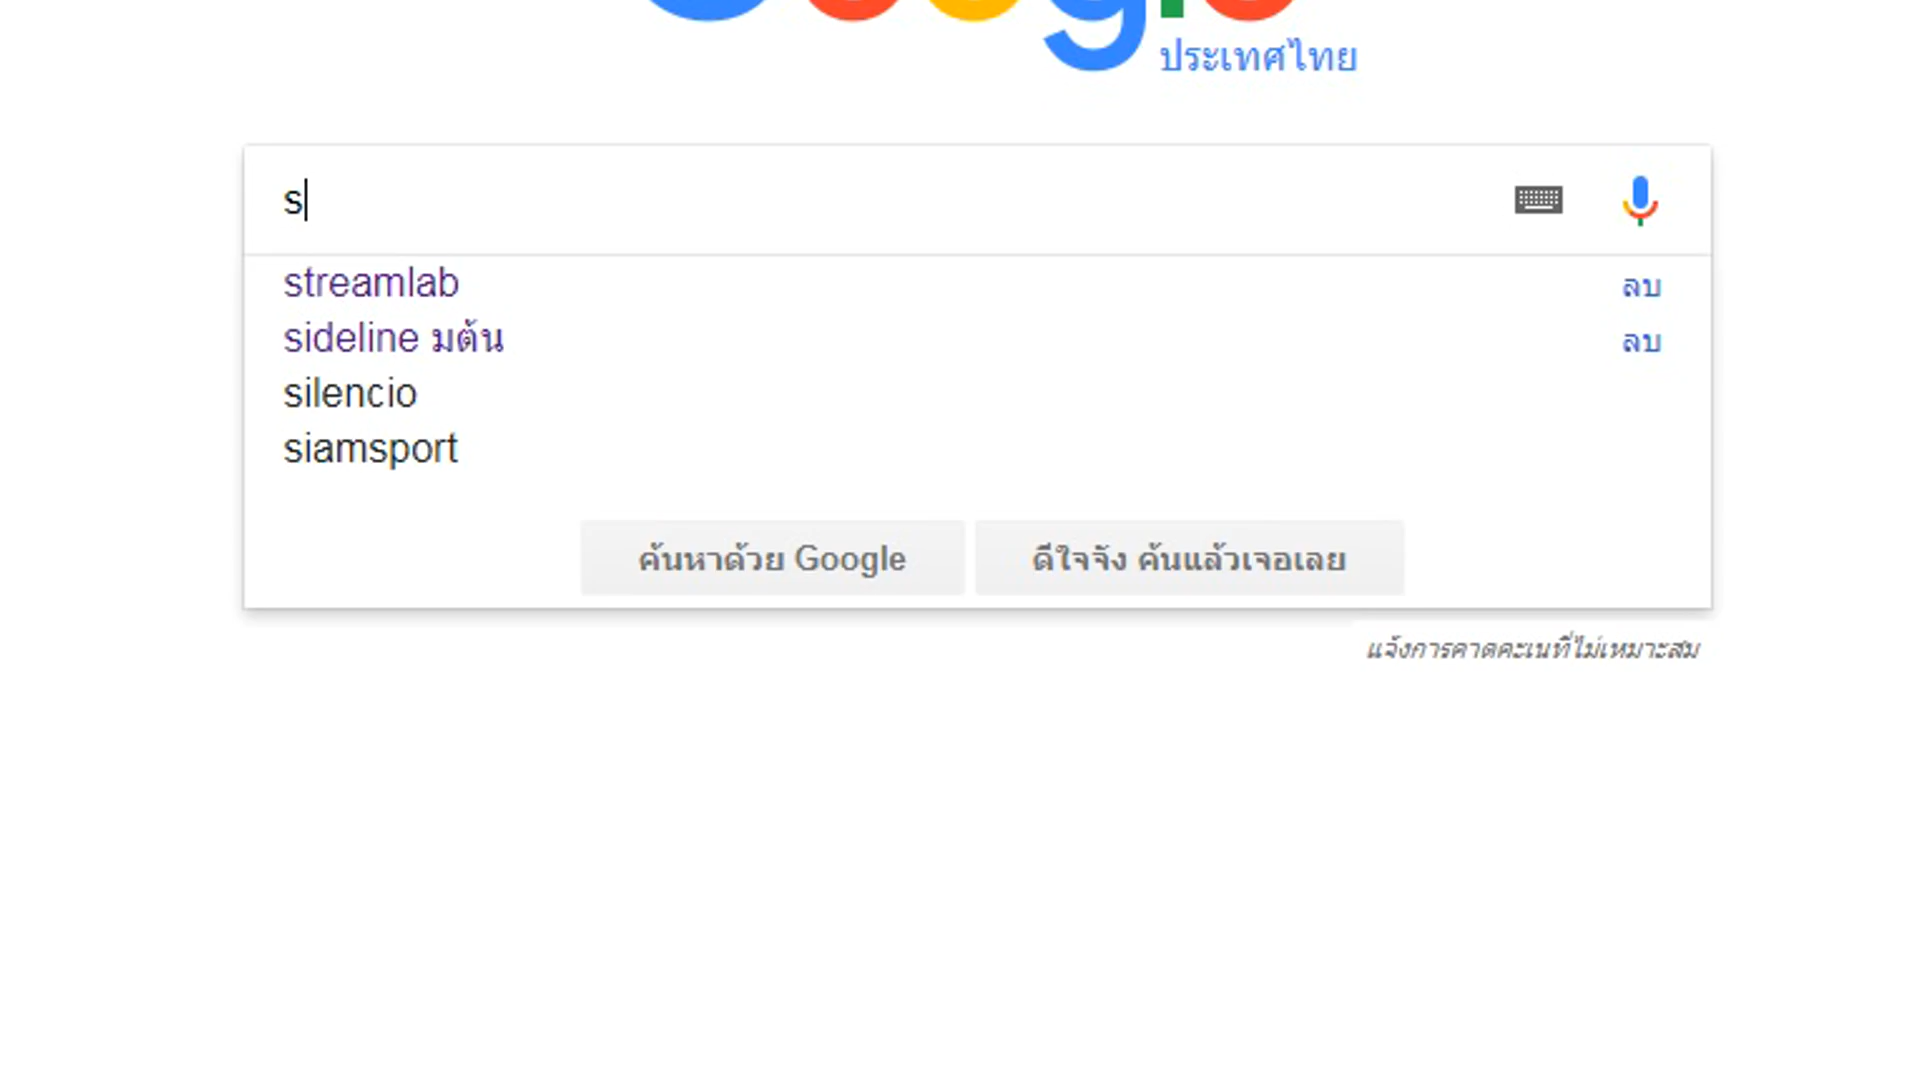 Google
ประเทศไทย
s
streamlab ลบ
sideline มต้น ลบ
silencio
siamsport
ค้นหาด้วย Google ดีใจจัง ค้นแล้วเจอเลย
แจ้งการคาดคะเนที่ไม่เหมาะสม